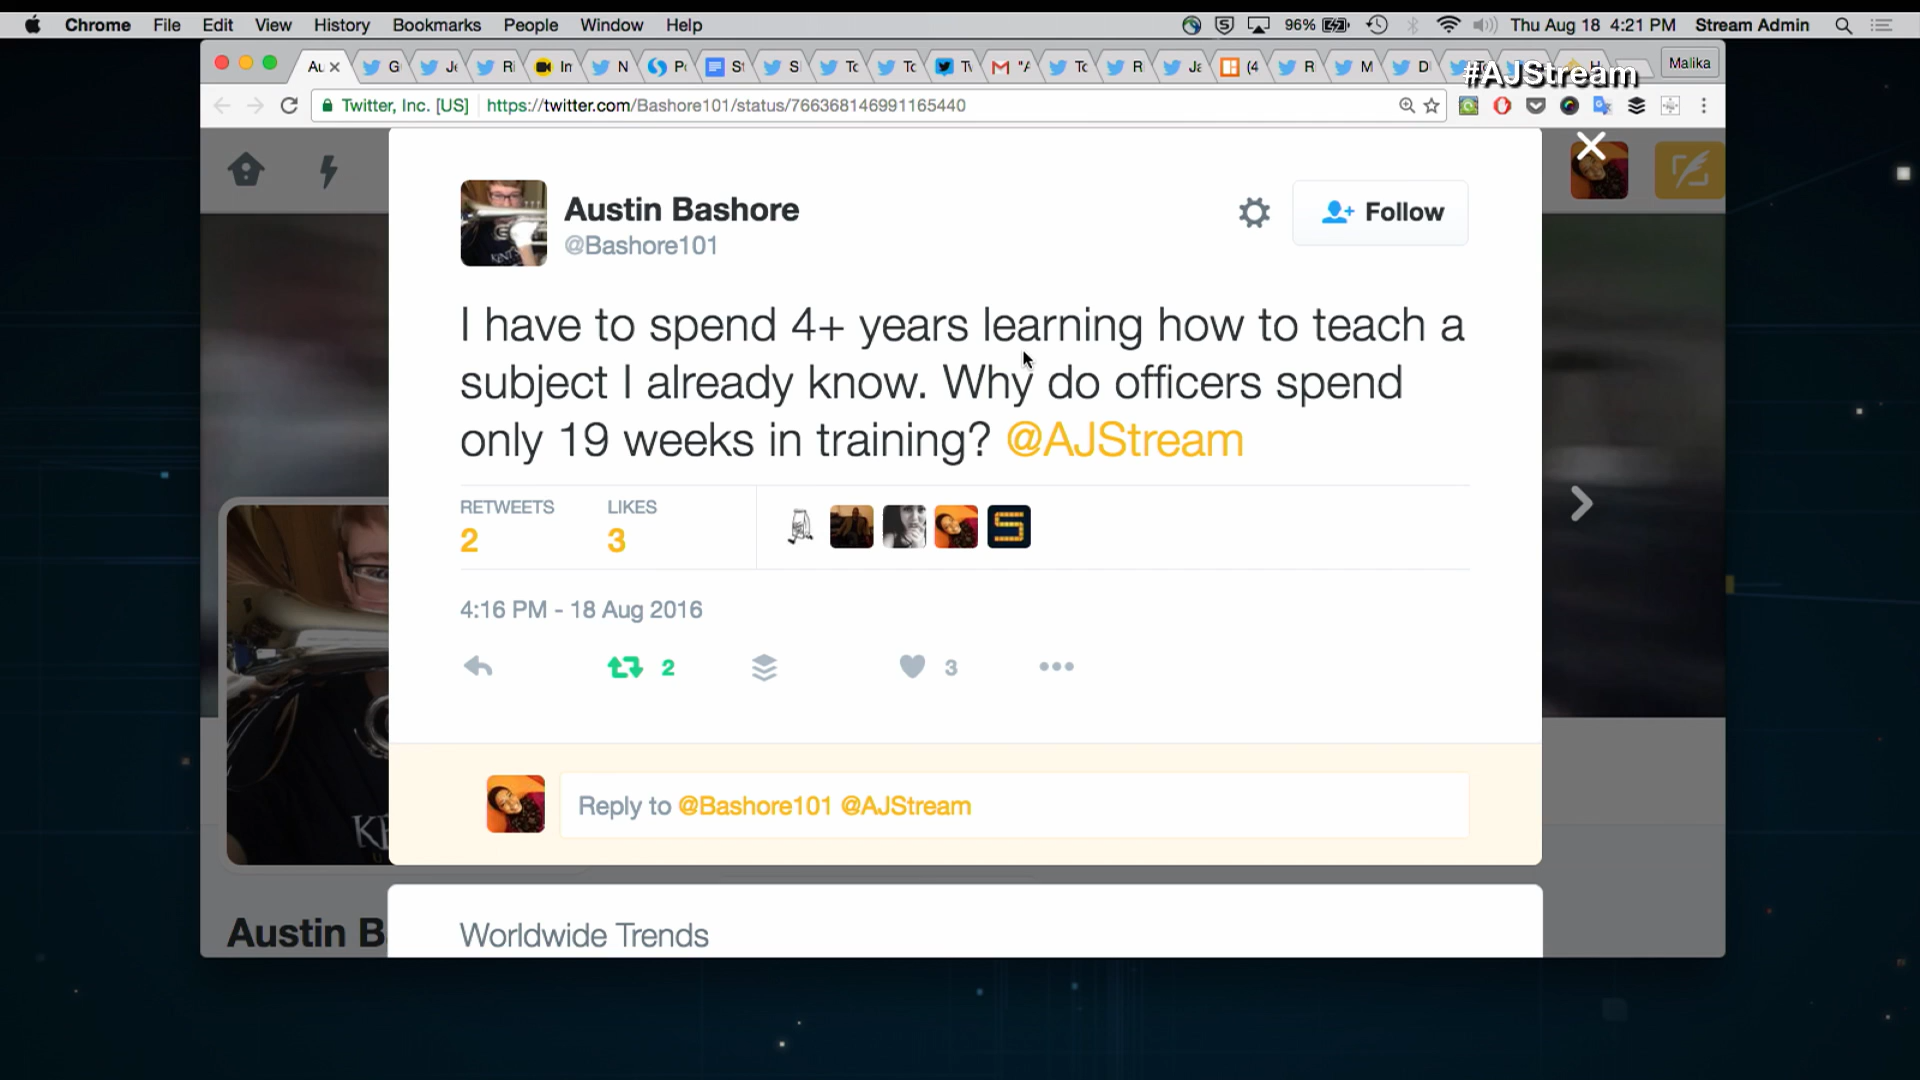 Chrome File Edit View History Bookmarks People Window Help 96% Thu Aug 18 4:21 PM Stream Admin
Malika
#AJStream
Twitter, Inc. [US] https://twitter.com/Bashore101/status/766368146991165440
Austin Bashore
@Bashore101
Follow
I have to spend 4+ years learning how to teach a
subject I already know. Why do officers spend
only 19 weeks in training? @AJStream
RETWEETS LIKES
2 3
4:16 PM - 18 Aug 2016
2 3
Reply to @Bashore101 @AJStream
Austin B
Worldwide Trends